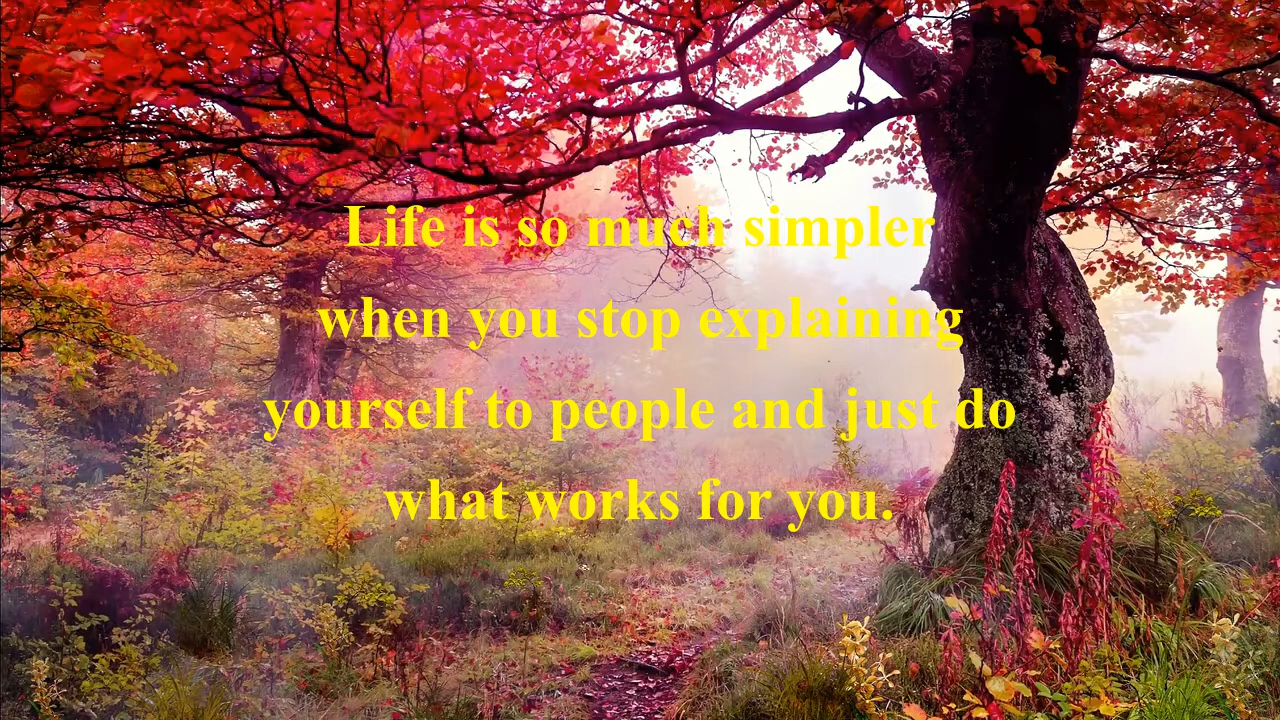 Life is so much simpler
when you stop explaining
yourself to people and just do
what works for you.